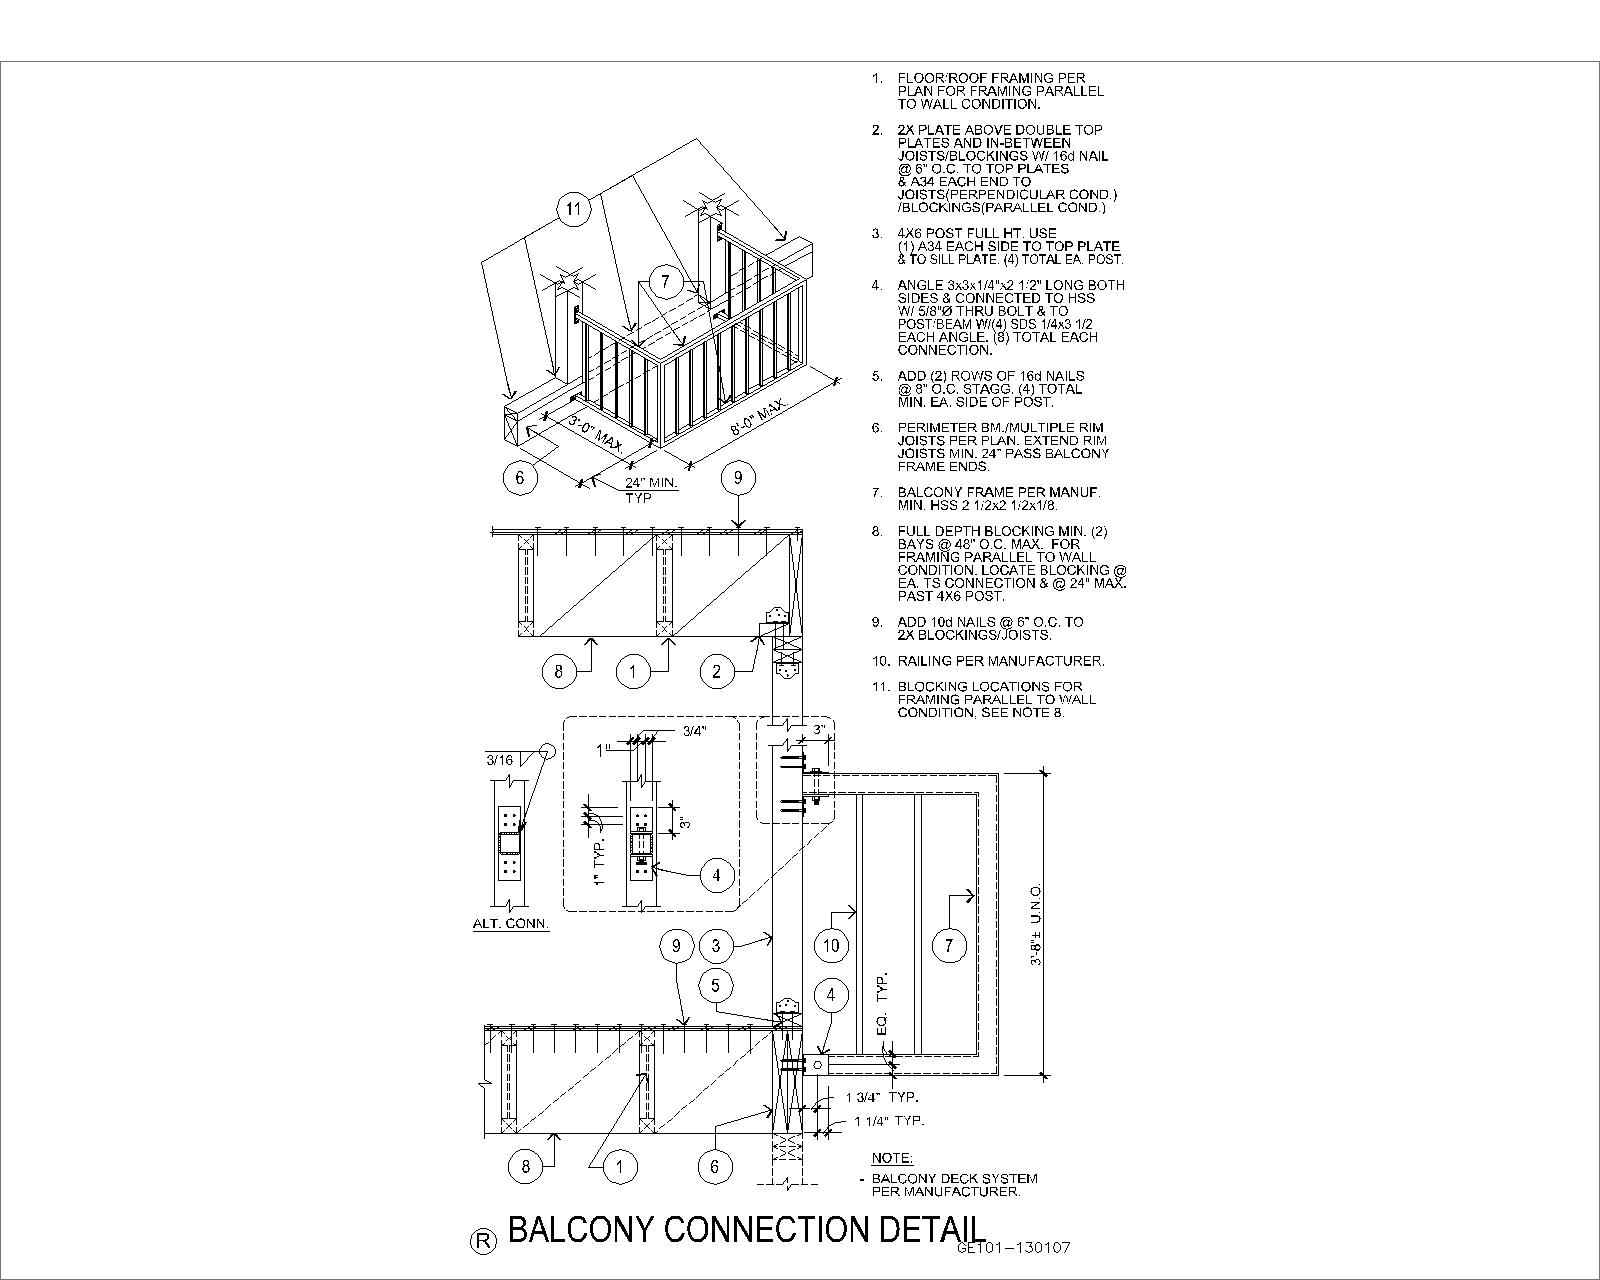 1. FLOOR/ROOF FRAMING PER
PLAN FOR FRAMING PARALLEL
TO WALL CONDITION.
2. 2X PLATE ABOVE DOUBLE TOP
PLATES AND IN-BETWEEN
JOISTS/BLOCKINGS W/ 16d NAIL
@ 6" O.C. TO TOP PLATES
& A34 EACH END TO
JOISTS(PERPENDICULAR COND.)
/BLOCKINGS(PARALLEL COND.)
3. 4X6 POST FULL HT. USE
(1) A34 EACH SIDE TO TOP PLATE
& TO SILL PLATE. (4) TOTAL EA. POST.
4. ANGLE 3x3x1/4"x2 1/2" LONG BOTH
SIDES & CONNECTED TO HSS
W/ 5/8"Ø THRU BOLT & TO
POST/BEAM W/(4) SDS 1/4x3 1/2
EACH ANGLE. (8) TOTAL EACH
CONNECTION.
5. ADD (2) ROWS OF 16d NAILS
@ 8" O.C. STAGG. (4) TOTAL
MIN. EA. SIDE OF POST.
6. PERIMETER BM./MULTIPLE RIM
JOISTS PER PLAN. EXTEND RIM
JOISTS MIN. 24" PASS BALCONY
FRAME ENDS.
7. BALCONY FRAME PER MANUF.
MIN. HSS 2 1/2x2 1/2x1/8.
8. FULL DEPTH BLOCKING MIN. (2)
BAYS @ 48" O.C. MAX. FOR
FRAMING PARALLEL TO WALL
CONDITION. LOCATE BLOCKING @
EA. TS CONNECTION & @ 24" MAX.
PAST 4X6 POST.
9. ADD 10d NAILS @ 6" O.C. TO
2X BLOCKINGS/JOISTS.
10. RAILING PER MANUFACTURER.
11. BLOCKING LOCATIONS FOR
FRAMING PARALLEL TO WALL
CONDITION, SEE NOTE 8.
11
7
3'-0" MAX.
8'-0" MAX.
6
24" MIN.
TYP
9
8
1
2
3/4"
1"
3"
3/16
3"
1" TYP.
4
ALT. CONN.
9
3
10
7
3'-8"± U.N.O.
5
4
EQ. TYP.
1 3/4" TYP.
1 1/4" TYP.
8
1
6
NOTE:
- BALCONY DECK SYSTEM
PER MANUFACTURER.
R
BALCONY CONNECTION DETAIL
GET01-130107